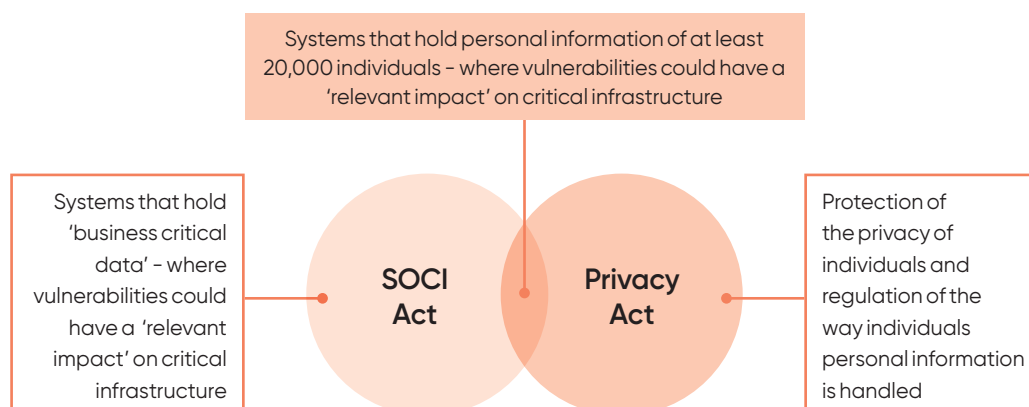 Systems that hold personal information of at least
20,000 individuals - where vulnerabilities could have a
‘relevant impact’ on critical infrastructure
Systems that hold
‘business critical
data’ - where
vulnerabilities could
have a ‘relevant
impact’ on critical
infrastructure
SOCI
Act
Privacy
Act
Protection of
the privacy of
individuals and
regulation of the
way individuals
personal information
is handled